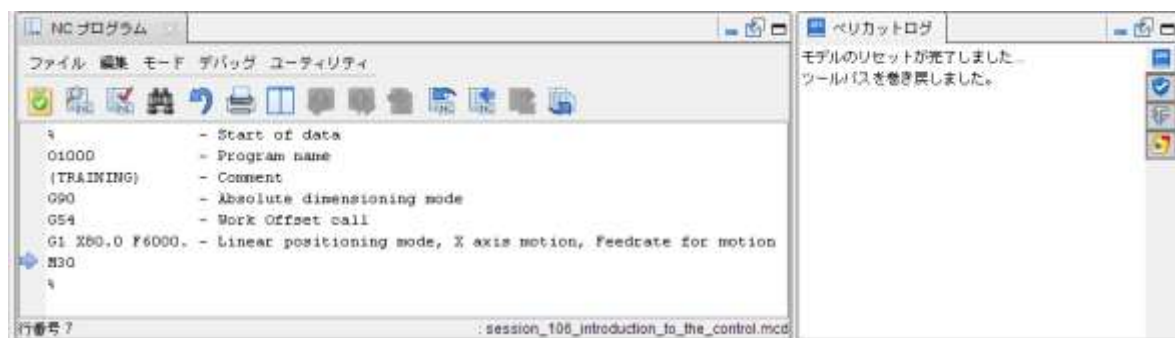 NC プログラム
ファイル 編集 モード デバッグ ユーティリティ
% - Start of data
O1000 - Program name
(TRAINING) - Comment
G90 - Absolute dimensioning mode
G54 - Work Offset call
G1 X80.0 F6000. - Linear positioning mode, X axis motion, Feedrate for motion
M30
%
行番号 7
: session_106_introduction_to_the_control.mcd
ベリカットログ
モデルのリセットが完了しました...
ツールパスを巻き戻しました。